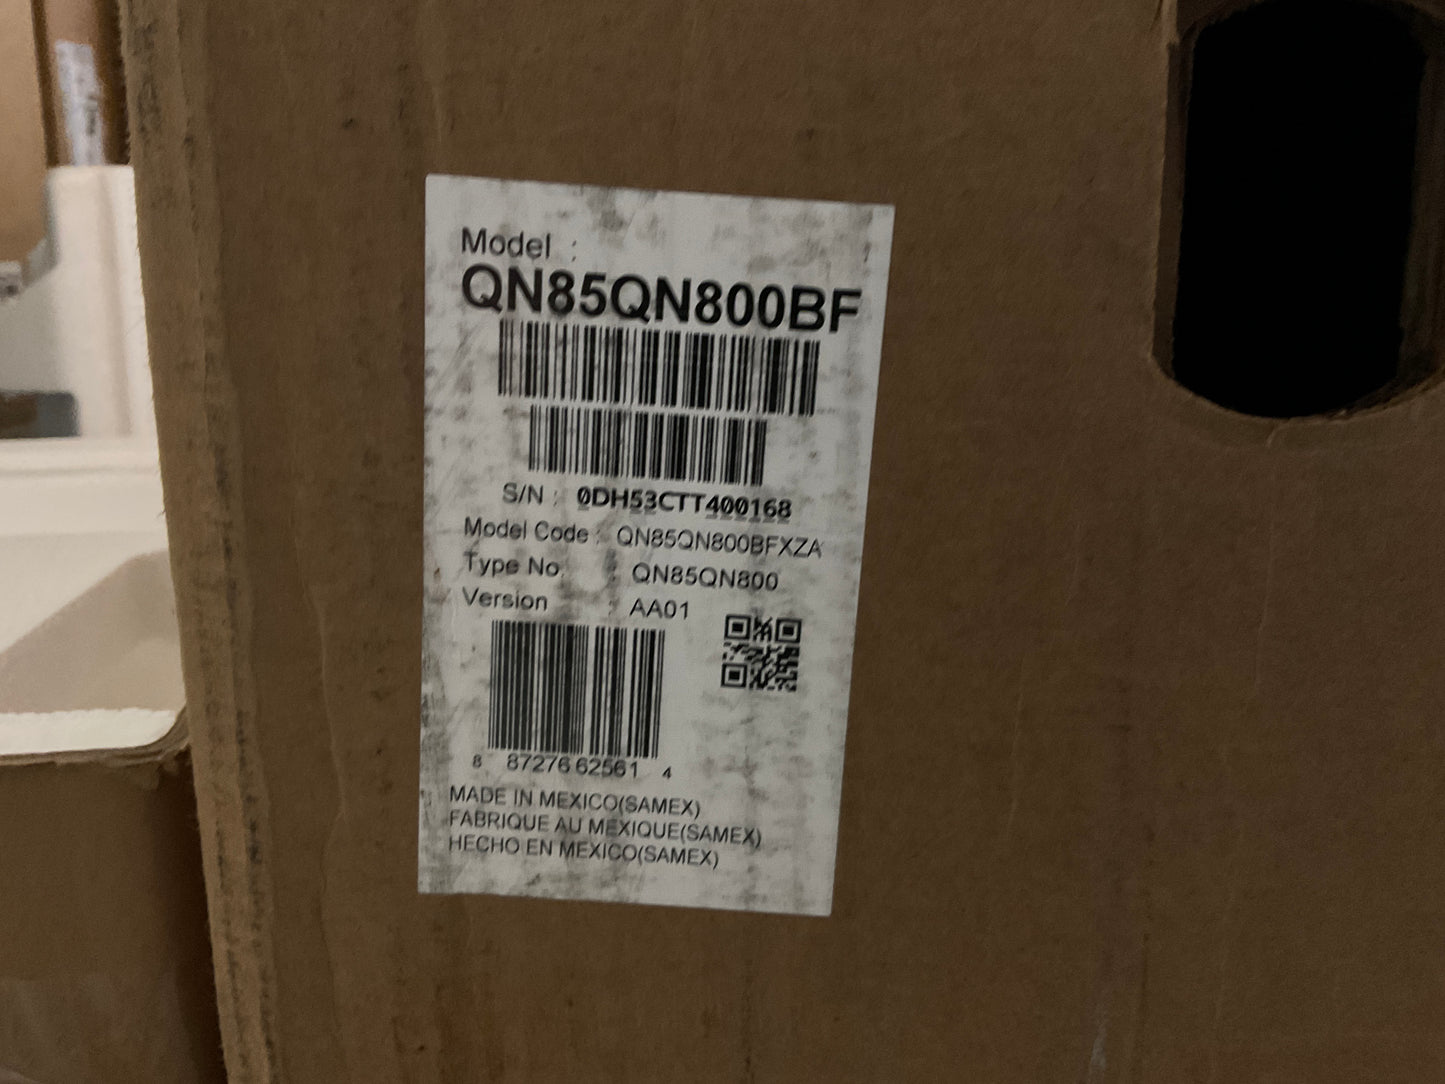 Model :
QN85QN800BF
S/N : 0DH53CTT400168
Model Code : QN85QN800BFXZA
Type No. : QN85QN800
Version : AA01
8 87276 62561 4
MADE IN MEXICO(SAMEX)
FABRIQUE AU MEXIQUE(SAMEX)
HECHO EN MEXICO(SAMEX)